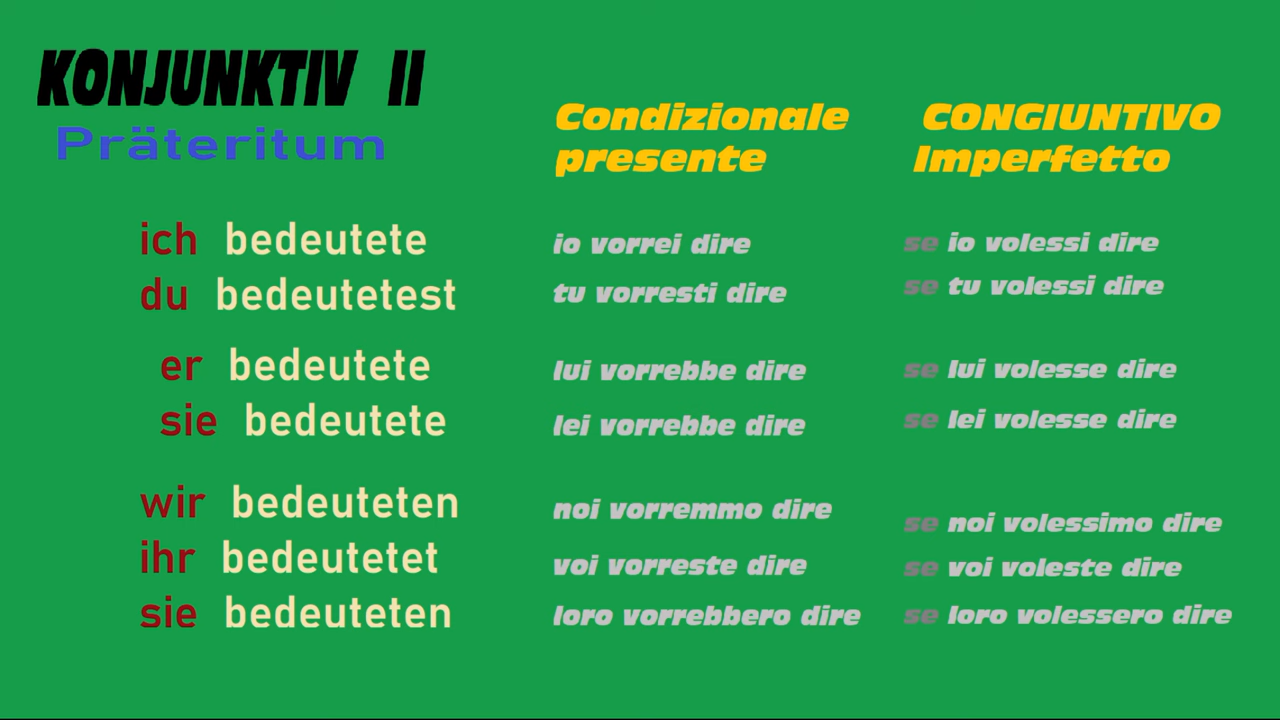 KONJUNKTIV II
Präteritum
Condizionale
presente
CONGIUNTIVO
Imperfetto
ich bedeutete
du bedeutetest
er bedeutete
sie bedeutete
wir bedeuteten
ihr bedeutetet
sie bedeuteten
io vorrei dire
tu vorresti dire
lui vorrebbe dire
lei vorrebbe dire
noi vorremmo dire
voi vorreste dire
loro vorrebbero dire
se io volessi dire
se tu volessi dire
se lui volesse dire
se lei volesse dire
se noi volessimo dire
se voi voleste dire
se loro volessero dire